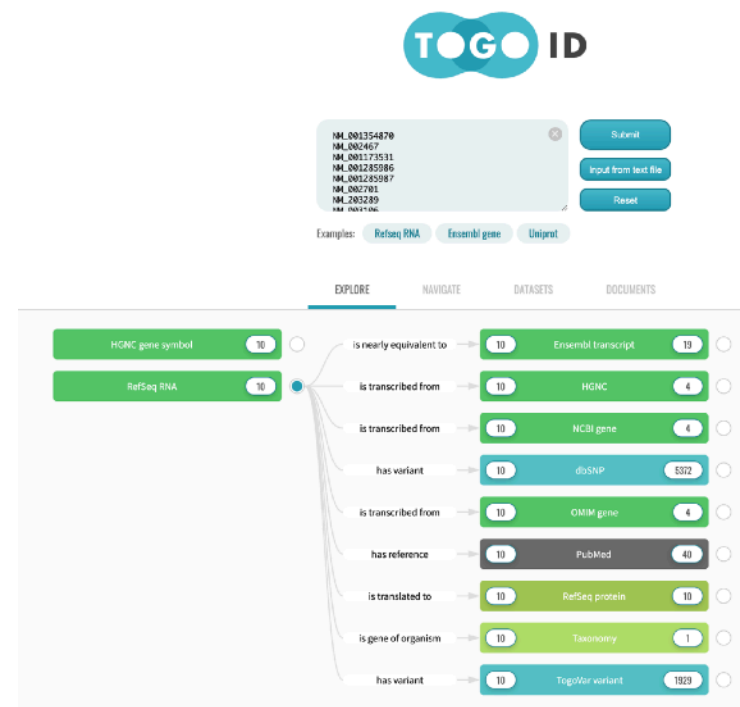 TOGO ID
NM_001354870
NM_002467
NM_001173531
NM_001285986
NM_001285987
NM_002701
NM_203289
Submit
Input from text file
Reset
Examples: Refseq RNA Ensembl gene Uniprot
EXPLORE NAVIGATE DATASETS DOCUMENTS
HGNC gene symbol 10
RefSeq RNA 10
is nearly equivalent to 10 Ensembl transcript 19
is transcribed from 10 HGNC 4
is transcribed from 10 NCBI gene 4
has variant 10 dbSNP 5372
is transcribed from 10 OMIM gene 4
has reference 10 PubMed 40
is translated to 10 RefSeq protein 10
is gene of organism 10 Taxonomy 1
has variant 10 TogoVar variant 1929